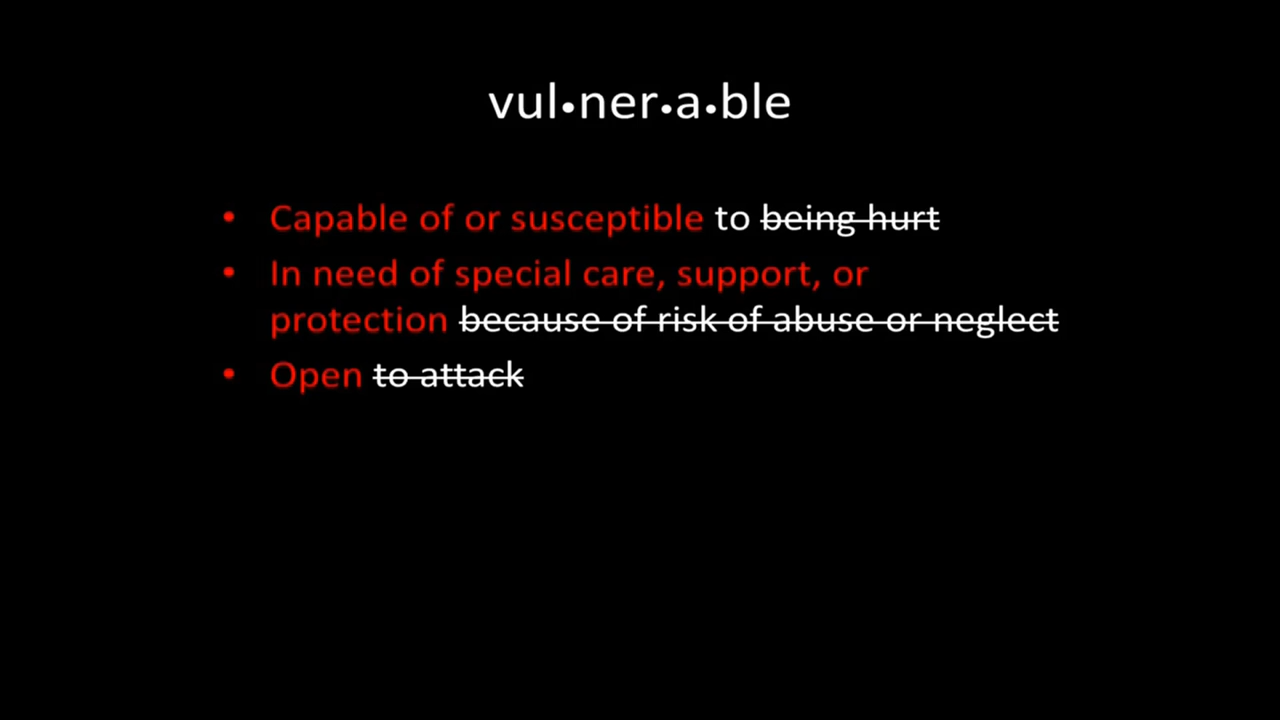 vul•ner•a•ble
• Capable of or susceptible to being hurt
• In need of special care, support, or
protection because of risk of abuse or neglect
• Open to attack